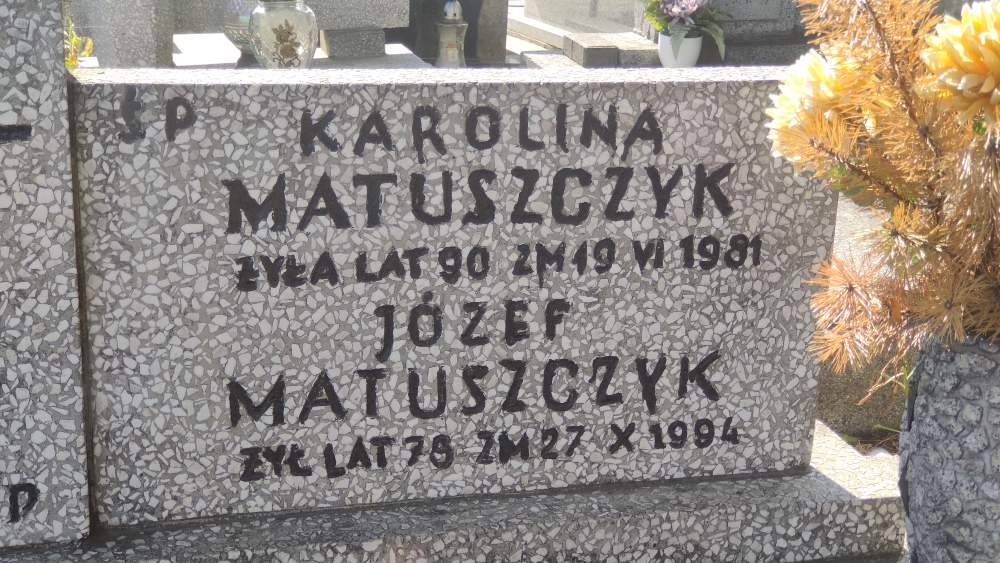 ŚP KAROLINA
MATUSZCZYK
ŻYŁA LAT 90 ZM 19 VI 1981
JÓZEF
MATUSZCZYK
ŻYŁ LAT 78 ZM 27 X 1994
D